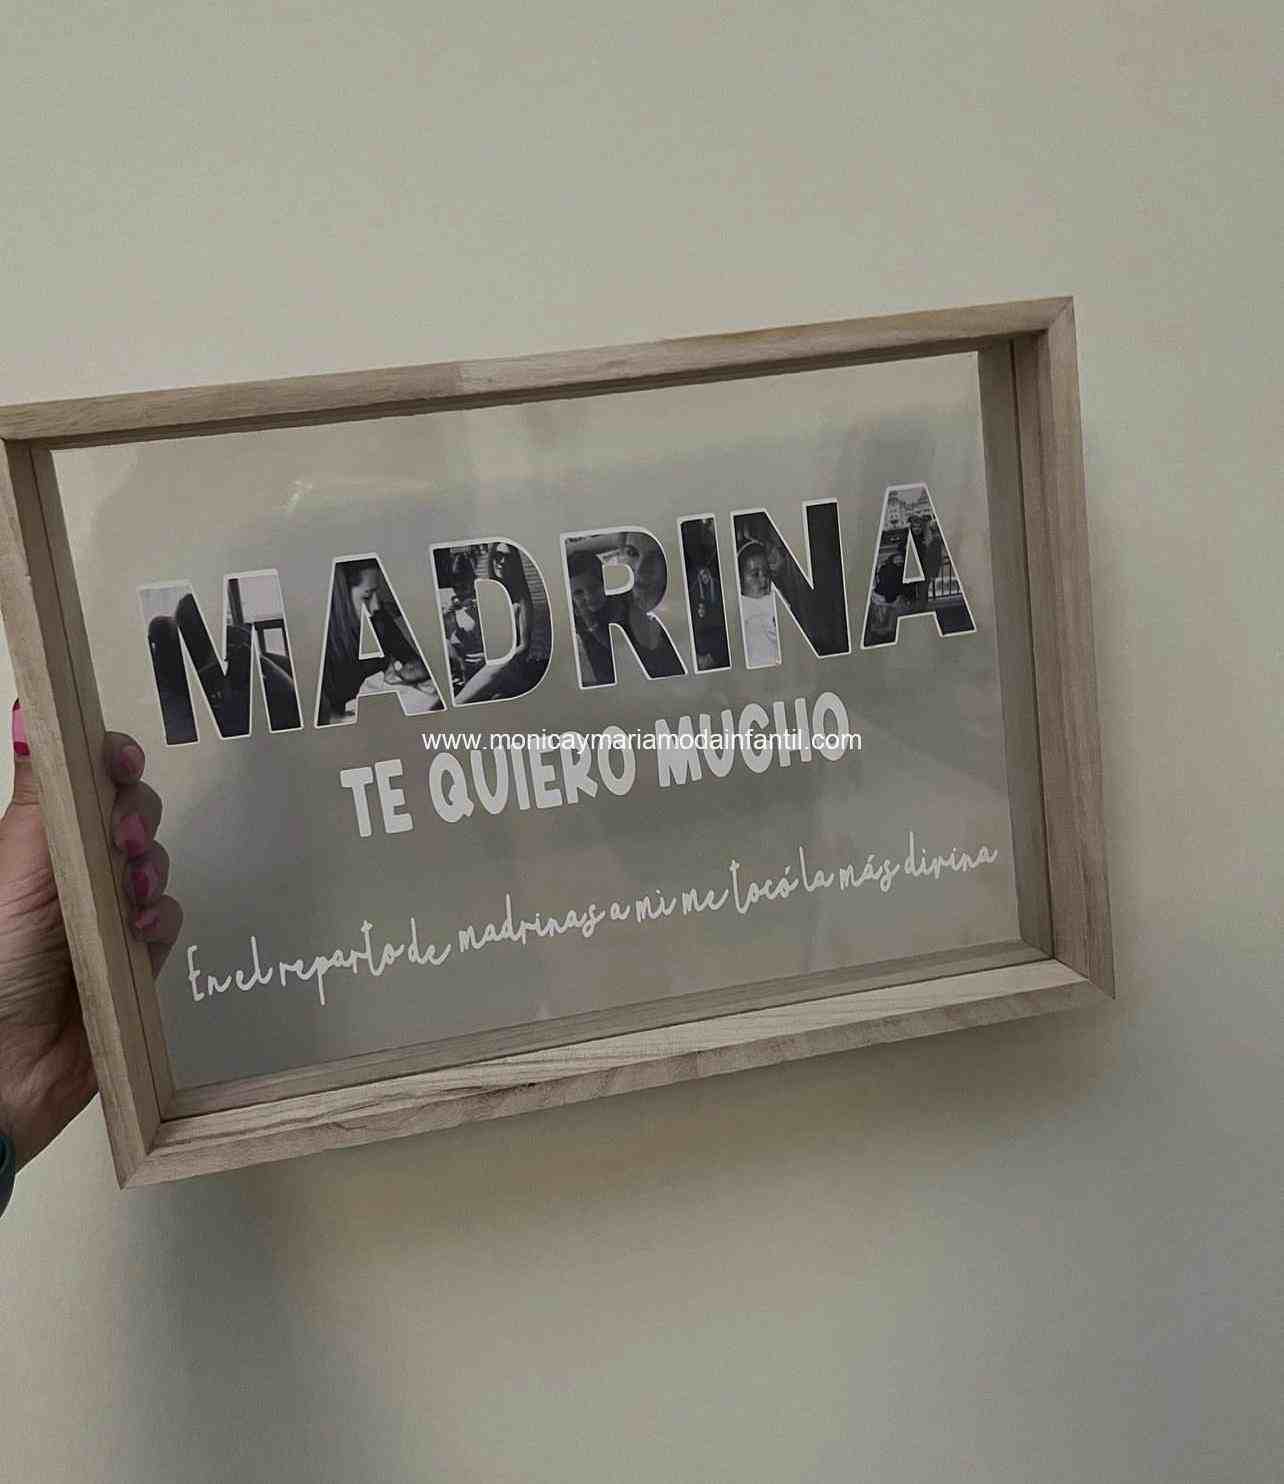 MADRINA
www.monicaymariamodainfantil.com
TE QUIERO MUCHO
En el reparto de madrinas a mi me tocó la más divina